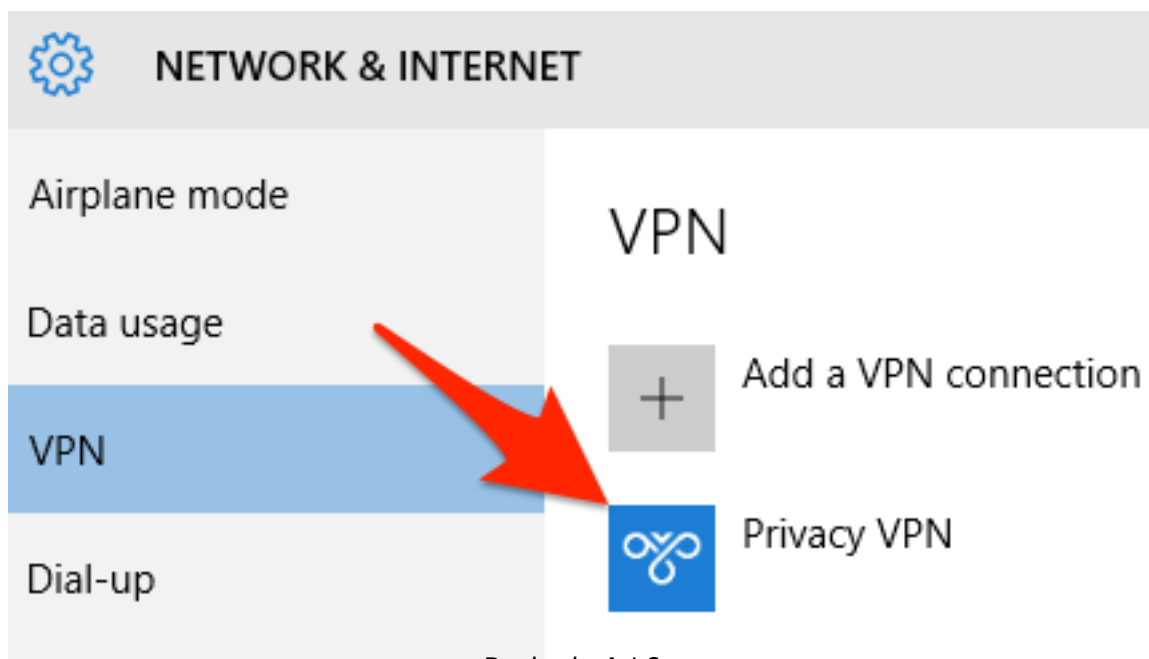 NETWORK & INTERNET
Airplane mode
Data usage
VPN
Dial-up
VPN
Add a VPN connection
Privacy VPN